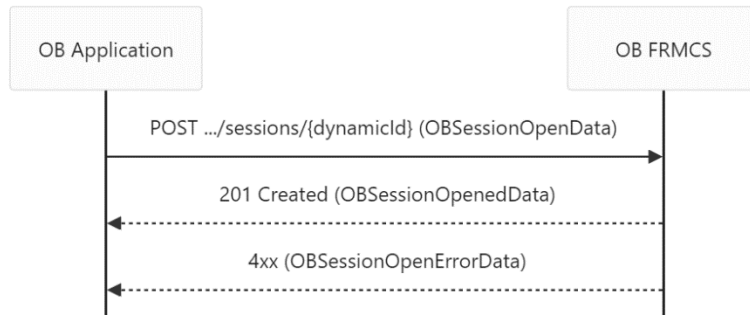 OB Application
OB FRMCS
POST .../sessions/{dynamicId} (OBSessionOpenData)
201 Created (OBSessionOpenedData)
4xx (OBSessionOpenErrorData)